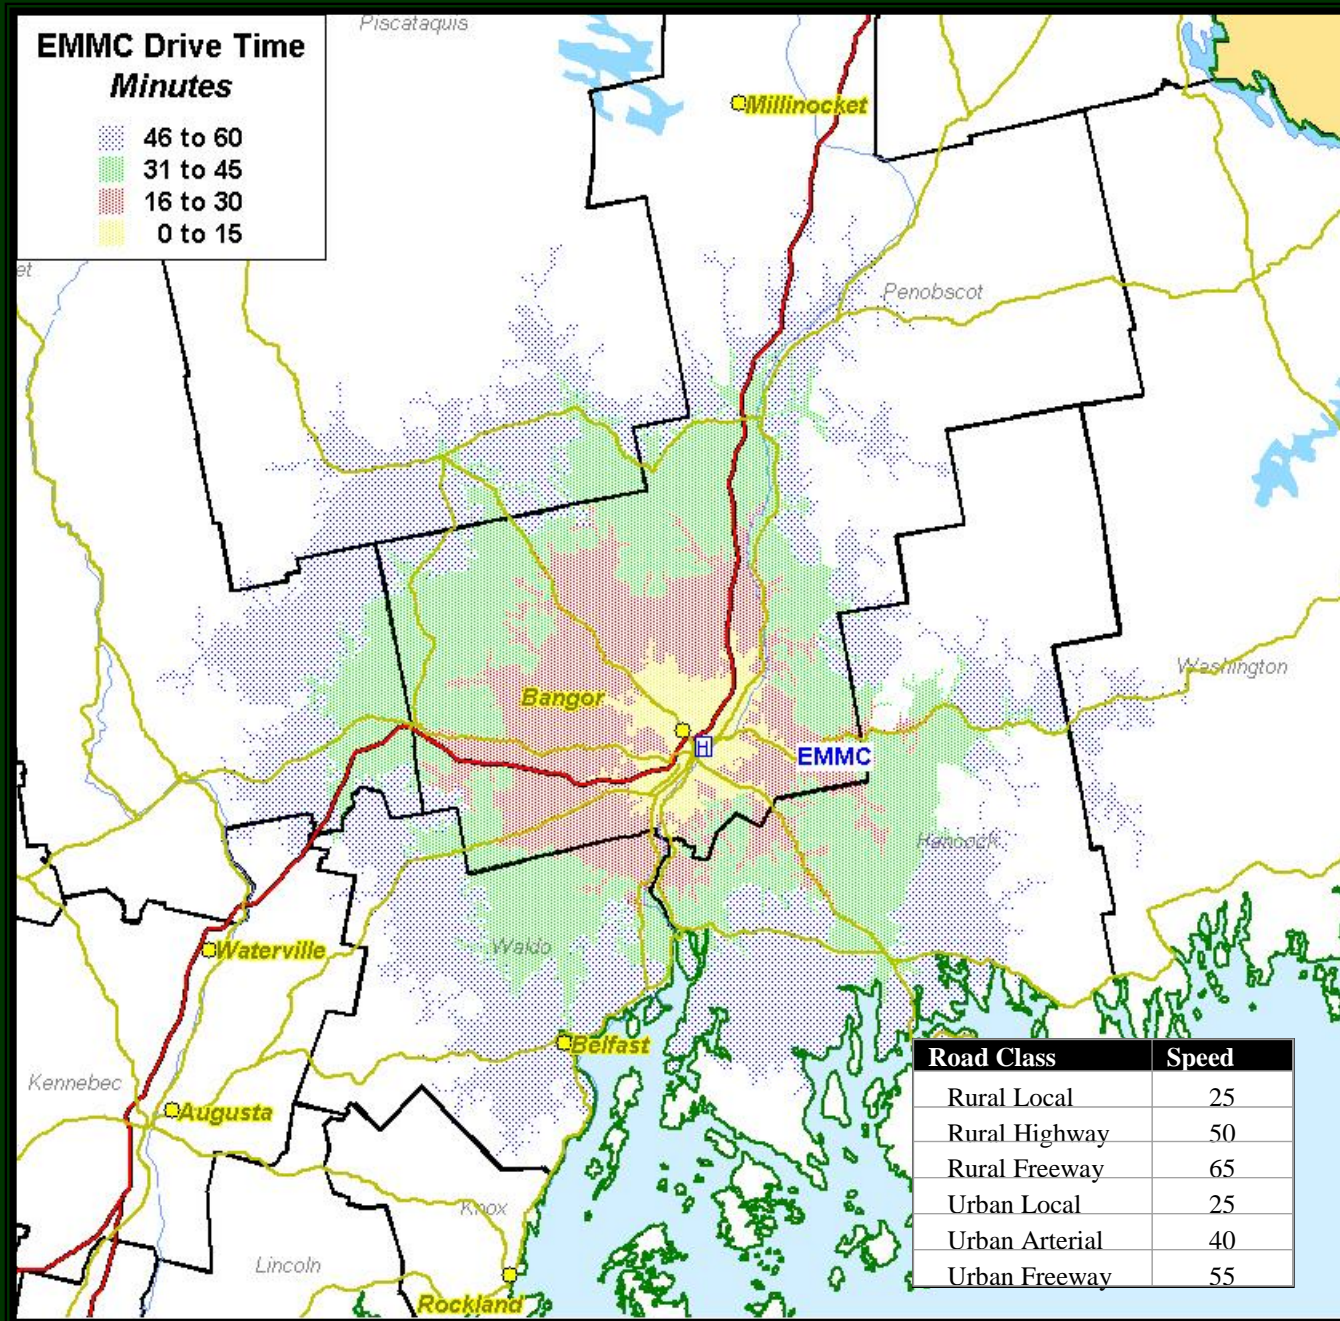 Piscataquis
EMMC Drive Time
Minutes
46 to 60
31 to 45
16 to 30
0 to 15
Millinocket
et
Penobscot
Washington
Bangor
H
EMMC
Hancock
Waldo
Waterville
Belfast
Kennebec
Augusta
Knox
Lincoln
Rockland
Road Class Speed
Rural Local 25
Rural Highway 50
Rural Freeway 65
Urban Local 25
Urban Arterial 40
Urban Freeway 55